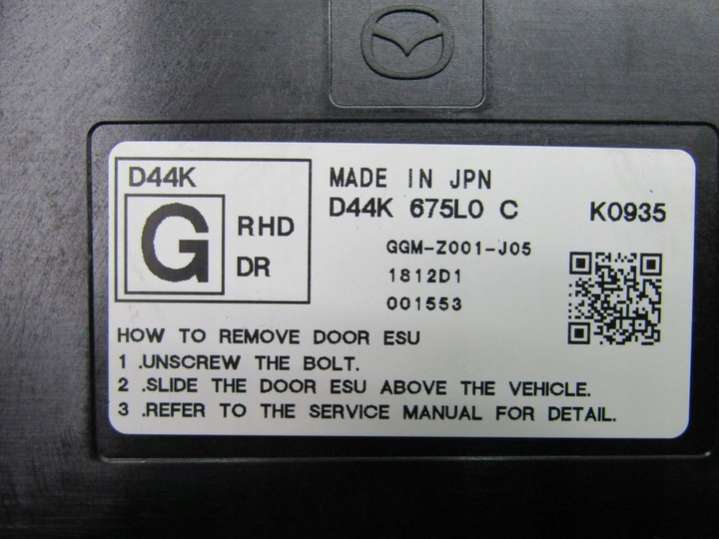 D44K
G RHD
DR
MADE IN JPN
D44K 675L0 C K0935
GGM-Z001-J05
1812D1
001553
HOW TO REMOVE DOOR ESU
1 .UNSCREW THE BOLT.
2 .SLIDE THE DOOR ESU ABOVE THE VEHICLE.
3 .REFER TO THE SERVICE MANUAL FOR DETAIL.